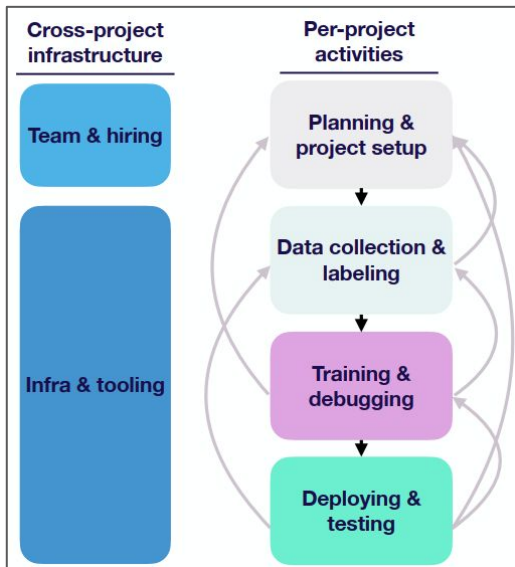 Cross-project
infrastructure
Team & hiring
Infra & tooling
Per-project
activities
Planning &
project setup
Data collection &
labeling
Training &
debugging
Deploying &
testing